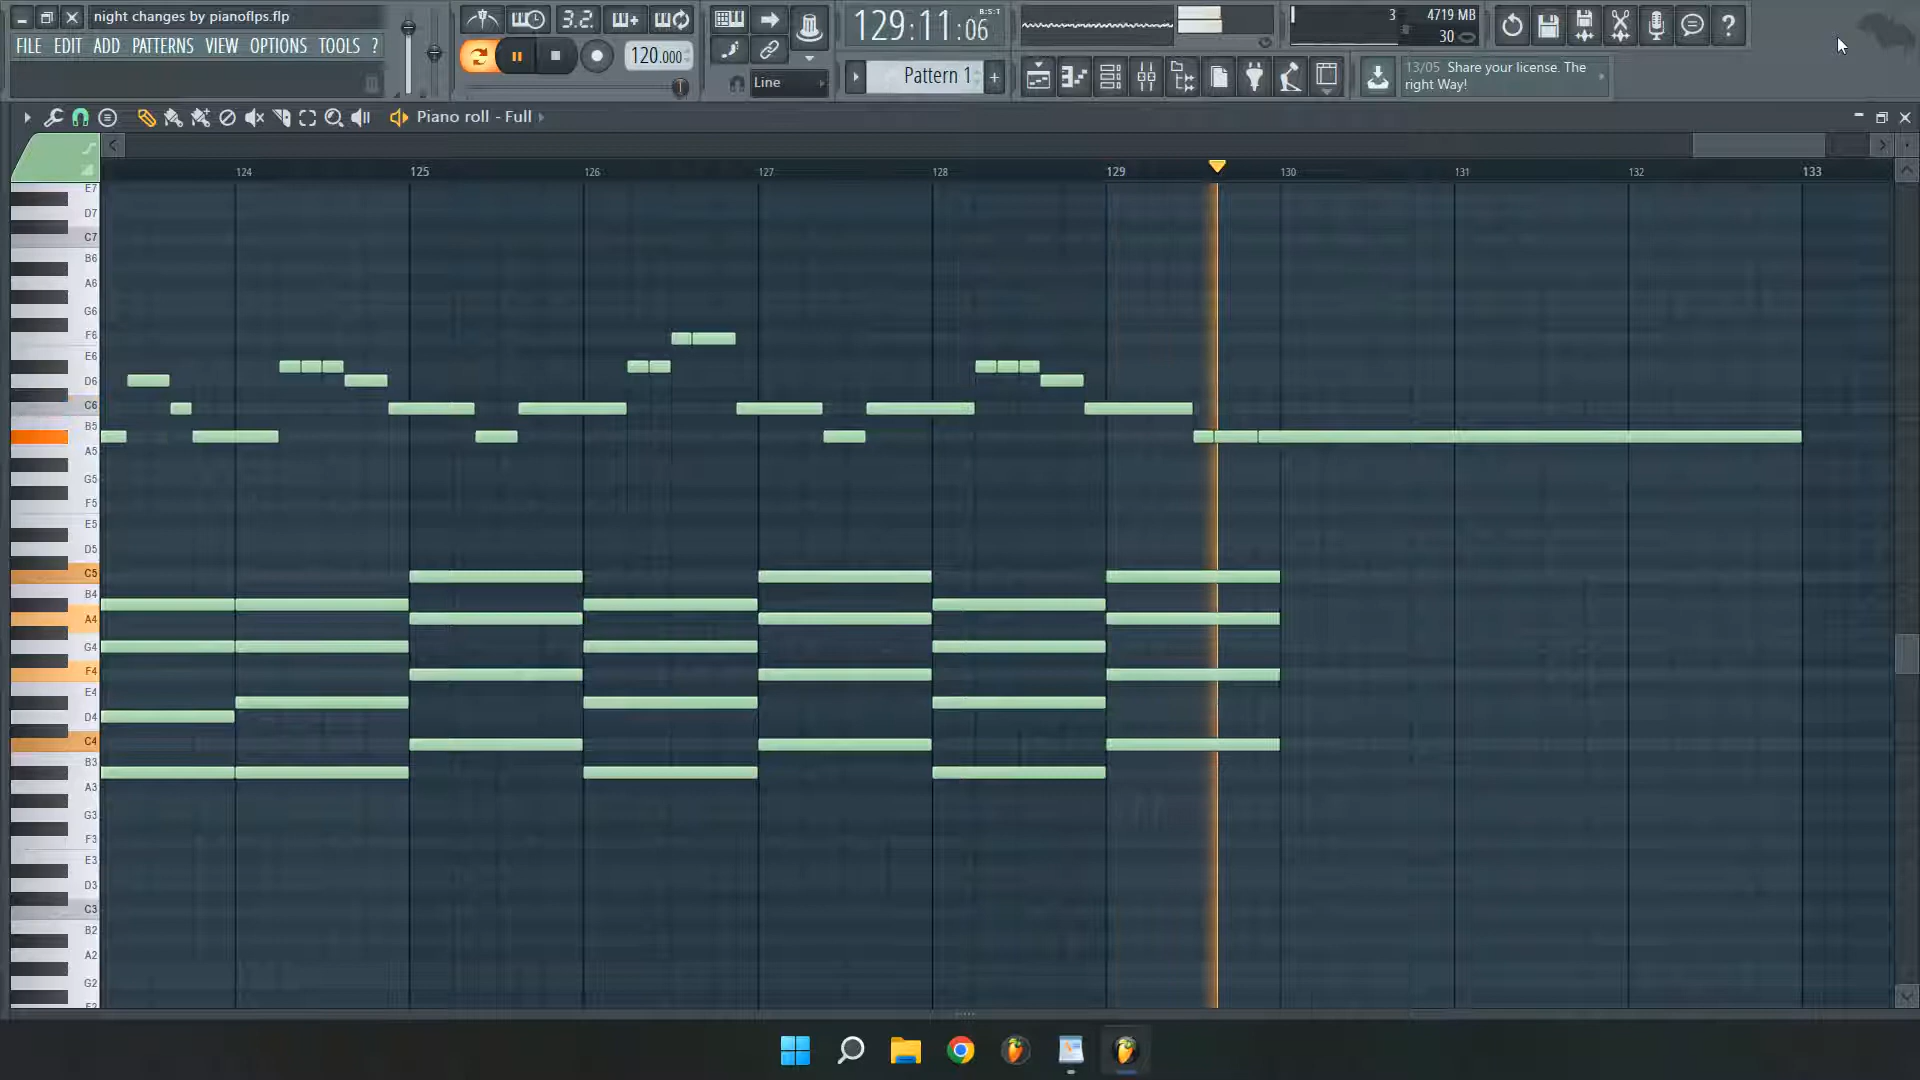 night changes by pianoflps.flp
FILE EDIT ADD PATTERNS VIEW OPTIONS TOOLS ?
3.2.
120.000
Line
129:11:06
B:S:T
Pattern 1
+
3
4719 MB
30
?
13/05 Share your license. The
right Way!
Piano roll - Full
124 125 126 127 128 129 130 131 132 133
E7
D7
C7
B6
A6
G6
F6
E6
D6
C6
B5
A5
G5
F5
E5
D5
C5
B4
A4
G4
F4
E4
D4
C4
B3
A3
G3
F3
E3
D3
C3
B2
A2
G2
F2